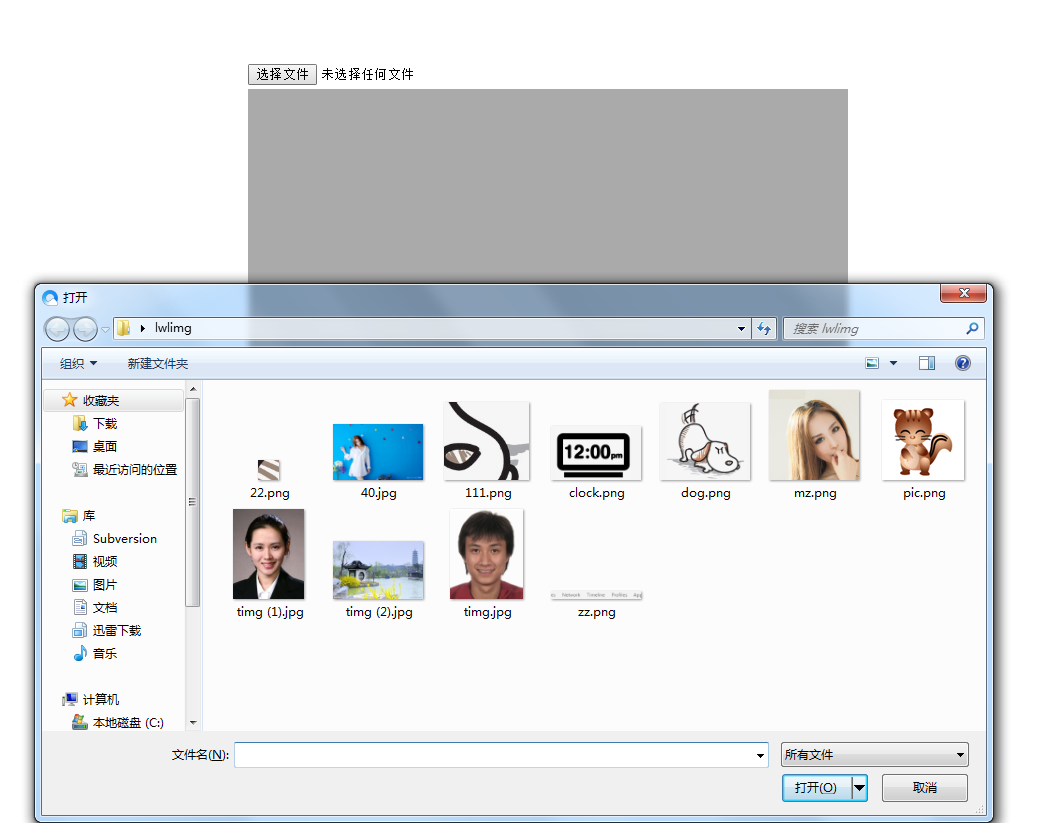 选择文件 未选择任何文件
打开
lwlimg
搜索 lwlimg
组织 新建文件夹
收藏夹
下载
桌面
最近访问的位置
库
Subversion
视频
图片
文档
迅雷下载
音乐
计算机
本地磁盘 (C:)
12:00pm
22.png 40.jpg 111.png clock.png dog.png mz.png pic.png
Network Timeline Profiles
timg (1).jpg timg (2).jpg timg.jpg zz.png
文件名(N):
所有文件
打开(O) 取消